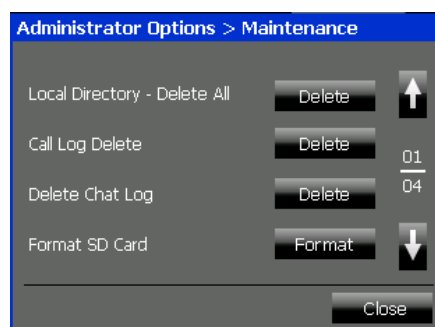 Administrator Options > Maintenance
Local Directory - Delete All Delete
Call Log Delete Delete
01
Delete Chat Log Delete
04
Format SD Card Format
Close